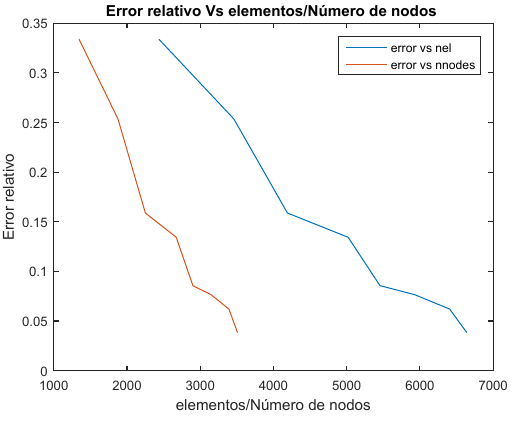 Error relativo Vs elementos/Número de nodos
error vs nel
error vs nnodes
Error relativo
0.35
0.3
0.25
0.2
0.15
0.1
0.05
0
1000 2000 3000 4000 5000 6000 7000
elementos/Número de nodos